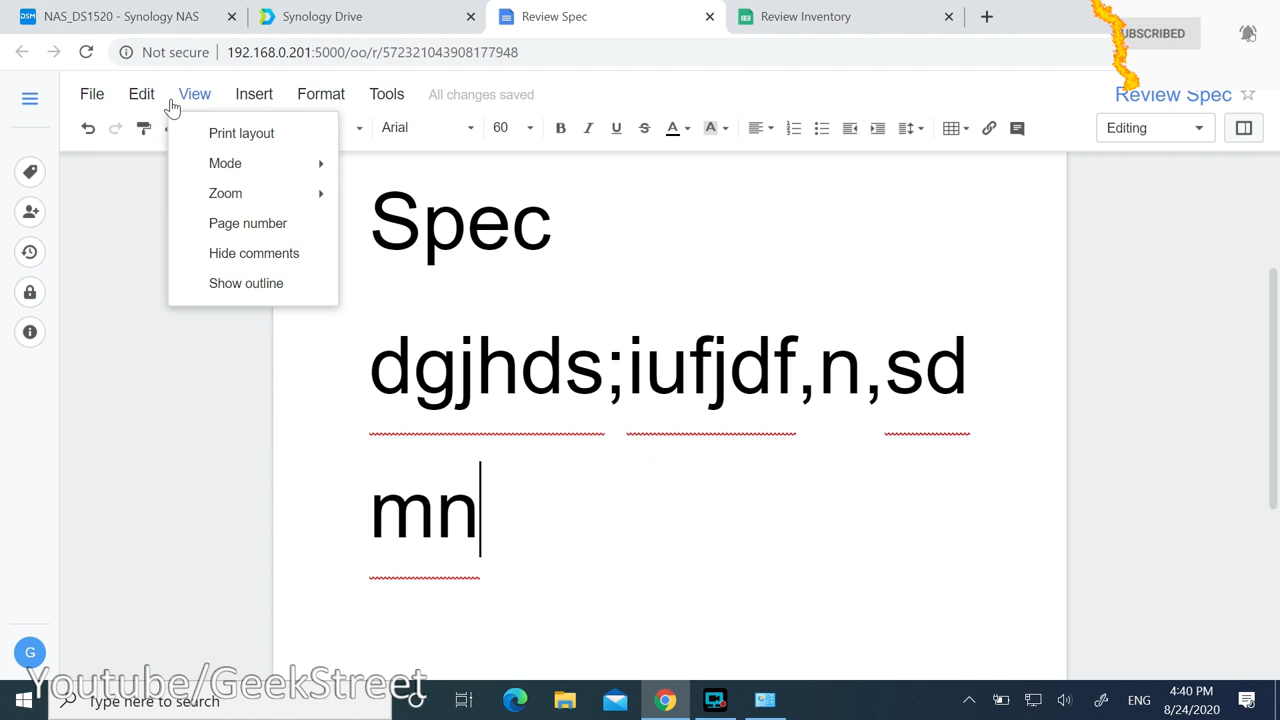 NAS_DS1520 - Synology NAS
Synology Drive
Review Spec
Review Inventory
UBSCRIBED
Not secure
192.168.0.201:5000/oo/r/572321043908177948
File
Edit
View
Insert
Format
Tools
All changes saved
Review Spec
Arial
60
Editing
Print layout
Mode
Zoom
Page number
Hide comments
Show outline
Spec
dgjhds;iufjdf,n,sd
mn
G
Youtube/GeekStreet
Type here to search
ENG
4:40 PM
8/24/2020